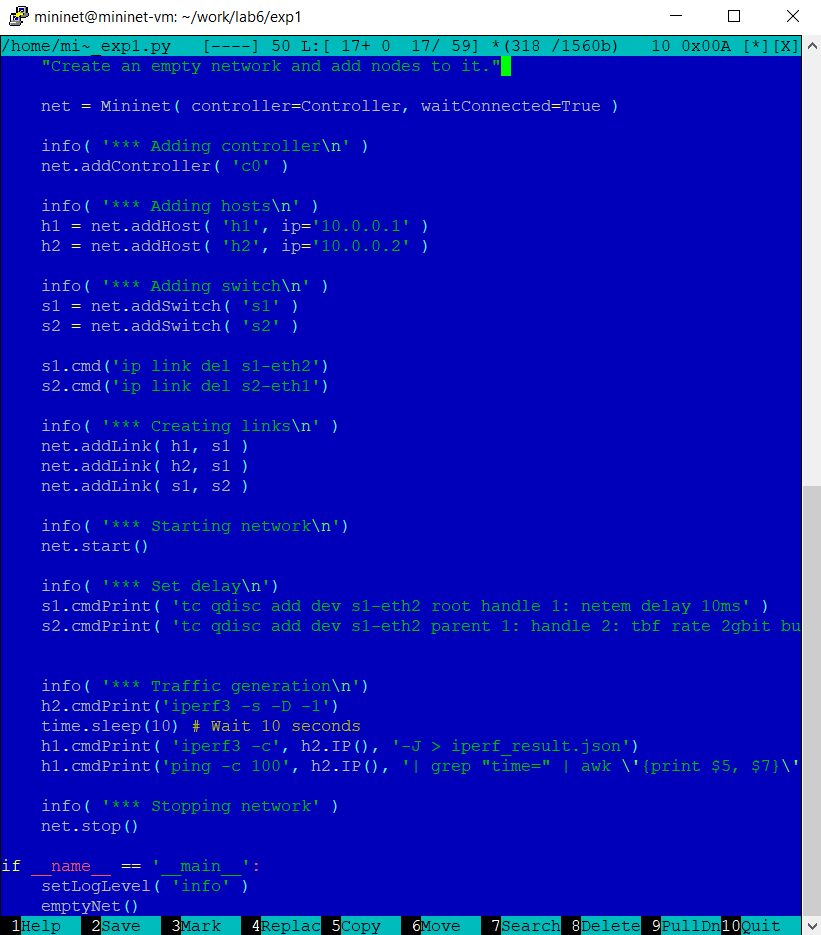 mininet@mininet-vm: ~/work/lab6/exp1
/home/mi~_exp1.py   [----] 50 L:[ 17+ 0  17/ 59] *(318 /1560b)   10 0x00A [*][X]
    "Create an empty network and add nodes to it."
    net = Mininet( controller=Controller, waitConnected=True )
    info( '*** Adding controller\n' )
    net.addController( 'c0' )
    info( '*** Adding hosts\n' )
    h1 = net.addHost( 'h1', ip='10.0.0.1' )
    h2 = net.addHost( 'h2', ip='10.0.0.2' )
    info( '*** Adding switch\n' )
    s1 = net.addSwitch( 's1' )
    s2 = net.addSwitch( 's2' )
    s1.cmd('ip link del s1-eth2')
    s2.cmd('ip link del s2-eth1')
    info( '*** Creating links\n' )
    net.addLink( h1, s1 )
    net.addLink( h2, s1 )
    net.addLink( s1, s2 )
    info( '*** Starting network\n')
    net.start()
    info( '*** Set delay\n')
    s1.cmdPrint( 'tc qdisc add dev s1-eth2 root handle 1: netem delay 10ms' )
    s2.cmdPrint( 'tc qdisc add dev s1-eth2 parent 1: handle 2: tbf rate 2gbit bu
    info( '*** Traffic generation\n')
    h2.cmdPrint('iperf3 -s -D -1')
    time.sleep(10) # Wait 10 seconds
    h1.cmdPrint( 'iperf3 -c', h2.IP(), '-J > iperf_result.json')
    h1.cmdPrint('ping -c 100', h2.IP(), '| grep "time=" | awk \'{print $5, $7}\'
    info( '*** Stopping network' )
    net.stop()
if __name__ == '__main__':
    setLogLevel( 'info' )
    emptyNet()
1Help 2Save 3Mark 4Replac 5Copy 6Move 7Search 8Delete 9PullDn 10Quit